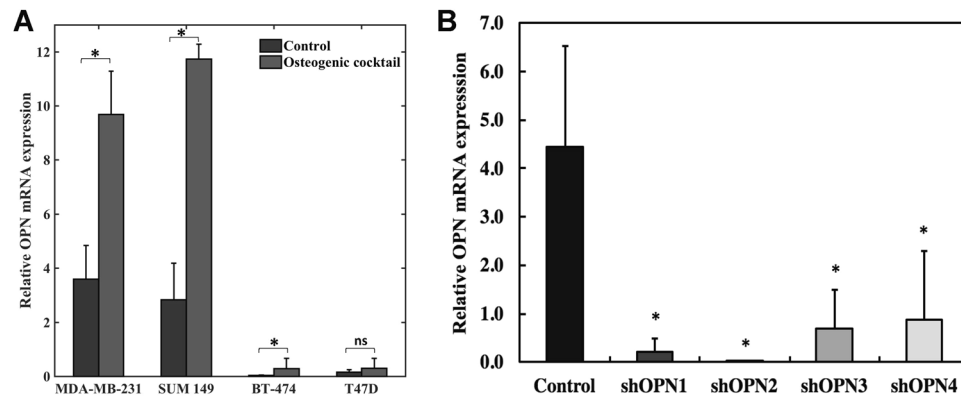 A
Relative OPN mRNA expression
12
10
8
6
4
2
0
Control
Osteogenic cocktail
*
*
*
ns
MDA-MB-231 SUM 149 BT-474 T47D
B
Relative OPN mRNA expresssion
7.0
6.0
5.0
4.0
3.0
2.0
1.0
0.0
*
*
*
*
Control shOPN1 shOPN2 shOPN3 shOPN4